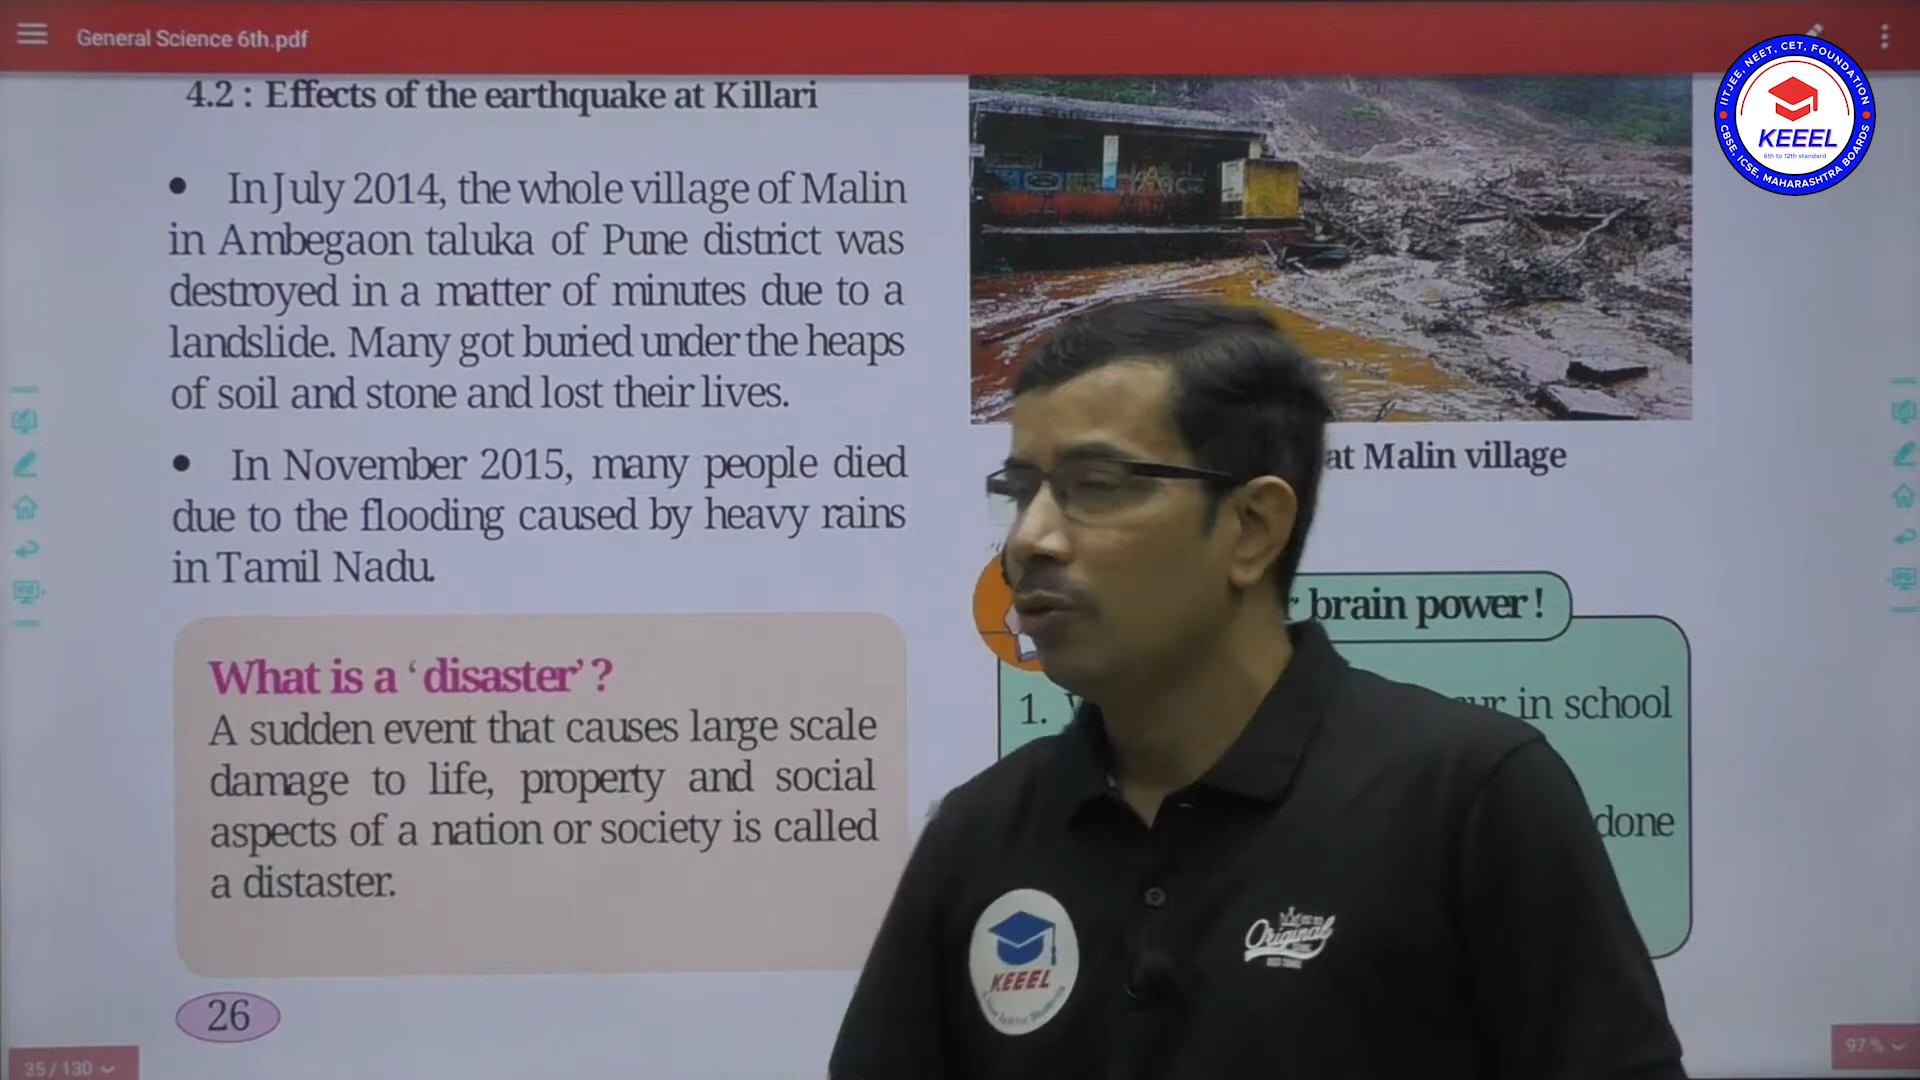 General Science 6th.pdf
4.2 : Effects of the earthquake at Killari
• In July 2014, the whole village of Malin
in Ambegaon taluka of Pune district was
destroyed in a matter of minutes due to a
landslide. Many got buried under the heaps
of soil and stone and lost their lives.
• In November 2015, many people died
due to the flooding caused by heavy rains
in Tamil Nadu.
What is a ‘disaster’ ?
A sudden event that causes large scale
damage to life, property and social
aspects of a nation or society is called
a distaster.
26
35 / 130
at Malin village
brain power !
1.
in school
done
97 %
IITJEE, NEET, CET, FOUNDATION
KEEEL
6th to 12th standard
CBSE, ICSE, MAHARASHTRA BOARDS
KEEEL
Original